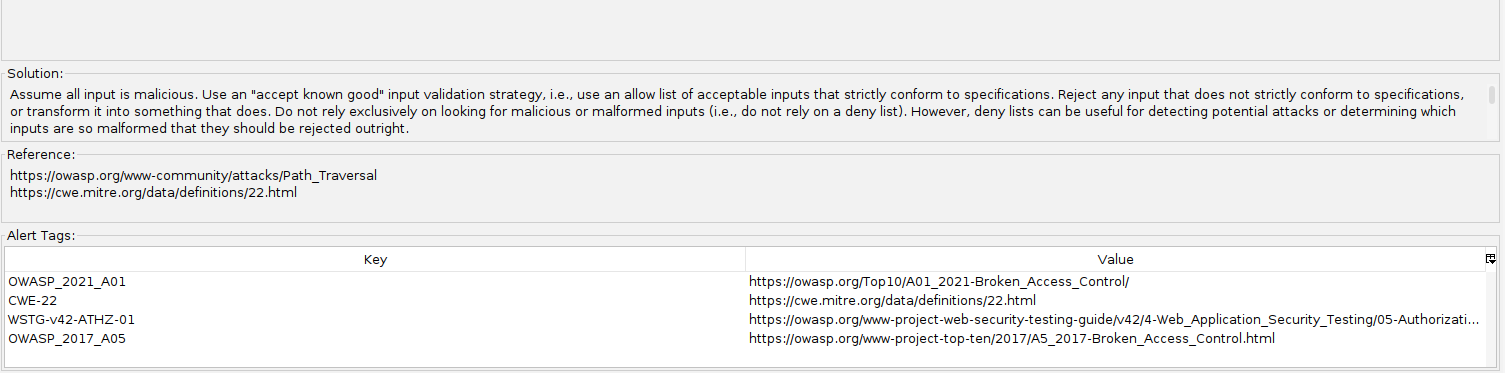 Solution:
Assume all input is malicious. Use an "accept known good" input validation strategy, i.e., use an allow list of acceptable inputs that strictly conform to specifications. Reject any input that does not strictly conform to specifications,
or transform it into something that does. Do not rely exclusively on looking for malicious or malformed inputs (i.e., do not rely on a deny list). However, deny lists can be useful for detecting potential attacks or determining which
inputs are so malformed that they should be rejected outright.
Reference:
https://owasp.org/www-community/attacks/Path_Traversal
https://cwe.mitre.org/data/definitions/22.html
Alert Tags:
Key Value
OWASP_2021_A01 https://owasp.org/Top10/A01_2021-Broken_Access_Control/
CWE-22 https://cwe.mitre.org/data/definitions/22.html
WSTG-v42-ATHZ-01 https://owasp.org/www-project-web-security-testing-guide/v42/4-Web_Application_Security_Testing/05-Authorizati...
OWASP_2017_A05 https://owasp.org/www-project-top-ten/2017/A5_2017-Broken_Access_Control.html